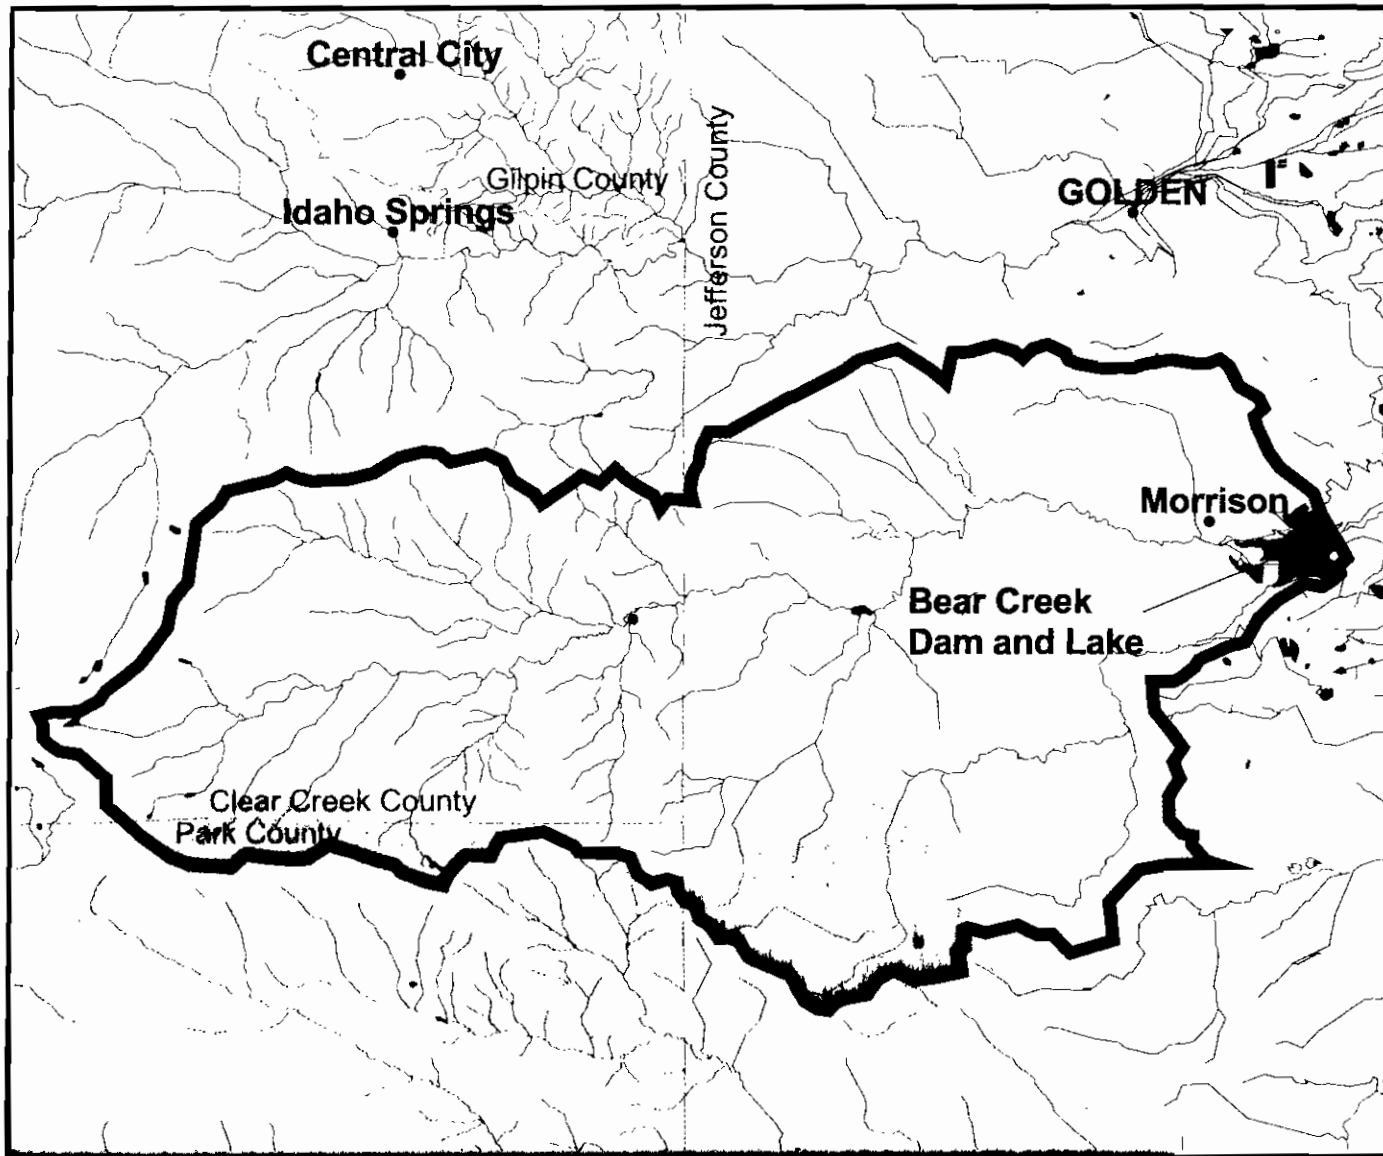 Central City
Gilpin County
Jefferson County
Idaho Springs
GOLDEN
Morrison
Bear Creek
Dam and Lake
Clear Creek County
Park County